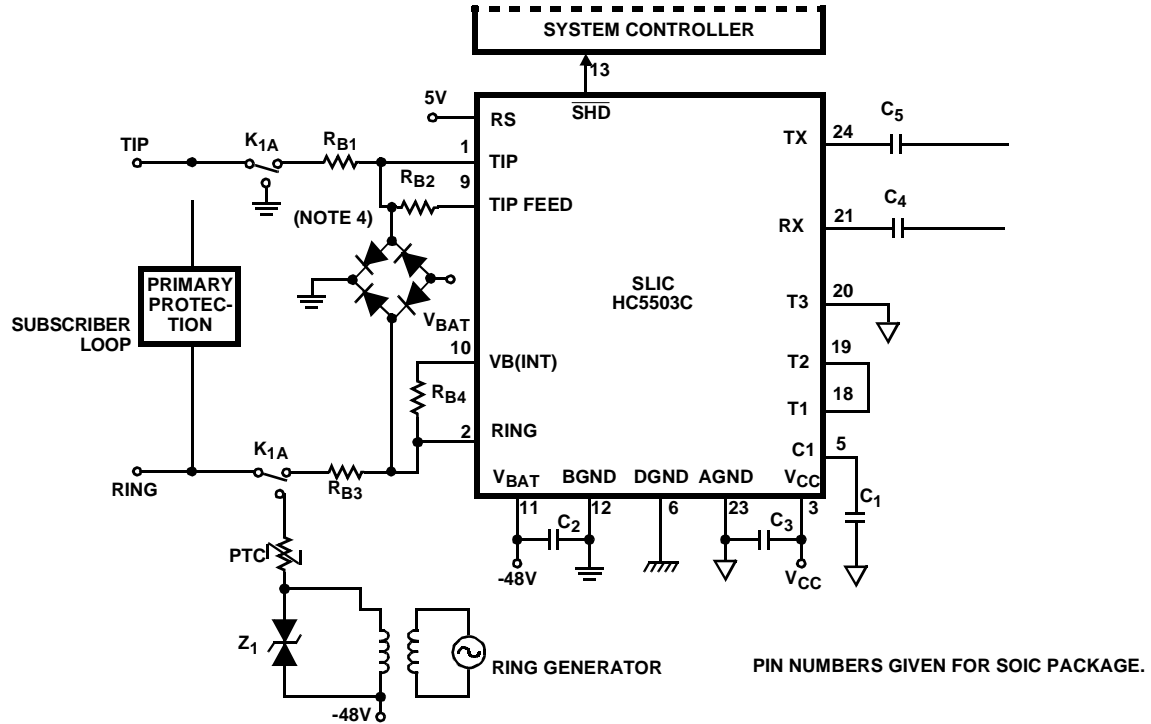 SYSTEM CONTROLLER
13
5V
RS
SHD
TX
24
C5
TIP
K1A
RB1
1
TIP
RB2
9
TIP FEED
(NOTE 4)
RX
21
C4
PRIMARY
PROTEC-
TION
SUBSCRIBER
LOOP
SLIC
HC5503C
T3
20
VBAT
10
VB(INT)
T2
19
RB4
T1
18
2
RING
C1
5
K1A
RING
RB3
VBAT
BGND
DGND
AGND
VCC
C1
11
12
6
23
3
C2
C3
-48V
VCC
PTC
Z1
RING GENERATOR
-48V
PIN NUMBERS GIVEN FOR SOIC PACKAGE.